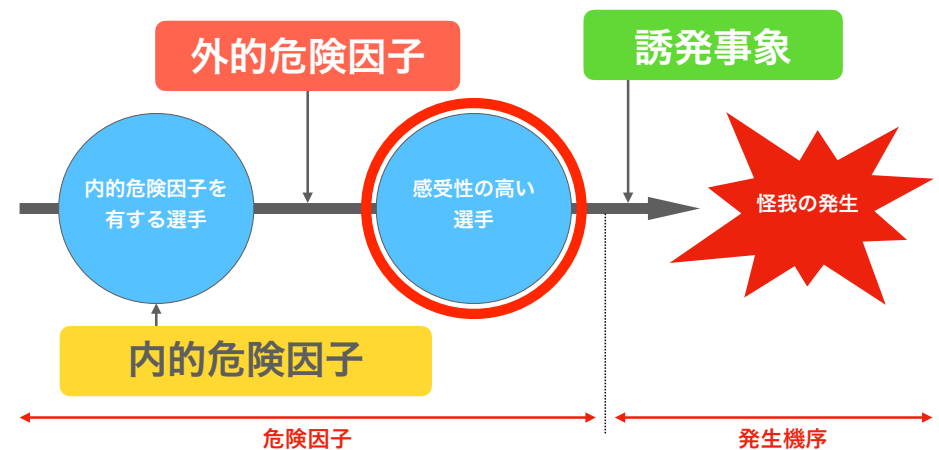 外的危険因子
誘発事象
内的危険因子を
有する選手
感受性の高い
選手
怪我の発生
内的危険因子
危険因子
発生機序